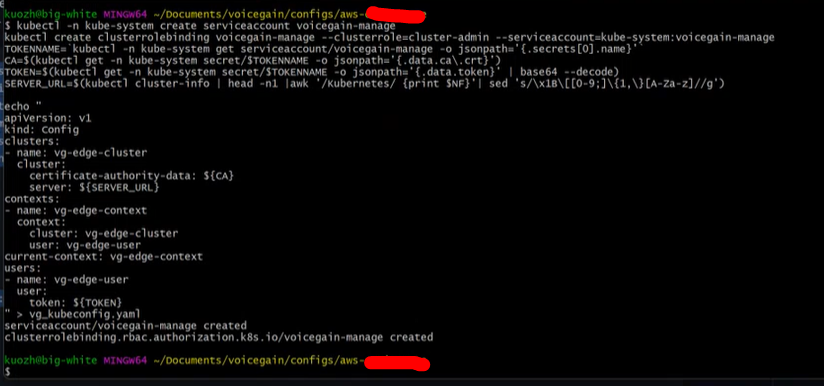 kuozh@big-white MINGW64 ~/Documents/voicegain/configs/aws-
$ kubectl -n kube-system create serviceaccount voicegain-manage
kubectl create clusterrolebinding voicegain-manage --clusterrole=cluster-admin --serviceaccount=kube-system:voicegain-manage
TOKENNAME=`kubectl -n kube-system get serviceaccount/voicegain-manage -o jsonpath='{.secrets[0].name}'`
CA=$(kubectl get -n kube-system secret/$TOKENNAME -o jsonpath='{.data.ca\.crt}')
TOKEN=$(kubectl get -n kube-system secret/$TOKENNAME -o jsonpath='{.data.token}' | base64 --decode)
SERVER_URL=$(kubectl cluster-info | head -n1 |awk '/Kubernetes/ {print $NF}'| sed 's/\x1B\[[0-9;]\{1,\}[A-Za-z]//g')
echo "
apiVersion: v1
kind: Config
clusters:
- name: vg-edge-cluster
  cluster:
    certificate-authority-data: ${CA}
    server: ${SERVER_URL}
contexts:
- name: vg-edge-context
  context:
    cluster: vg-edge-cluster
    user: vg-edge-user
current-context: vg-edge-context
users:
- name: vg-edge-user
  user:
    token: ${TOKEN}
" > vg_kubeconfig.yaml
serviceaccount/voicegain-manage created
clusterrolebinding.rbac.authorization.k8s.io/voicegain-manage created
kuozh@big-white MINGW64 ~/Documents/voicegain/configs/aws-
$